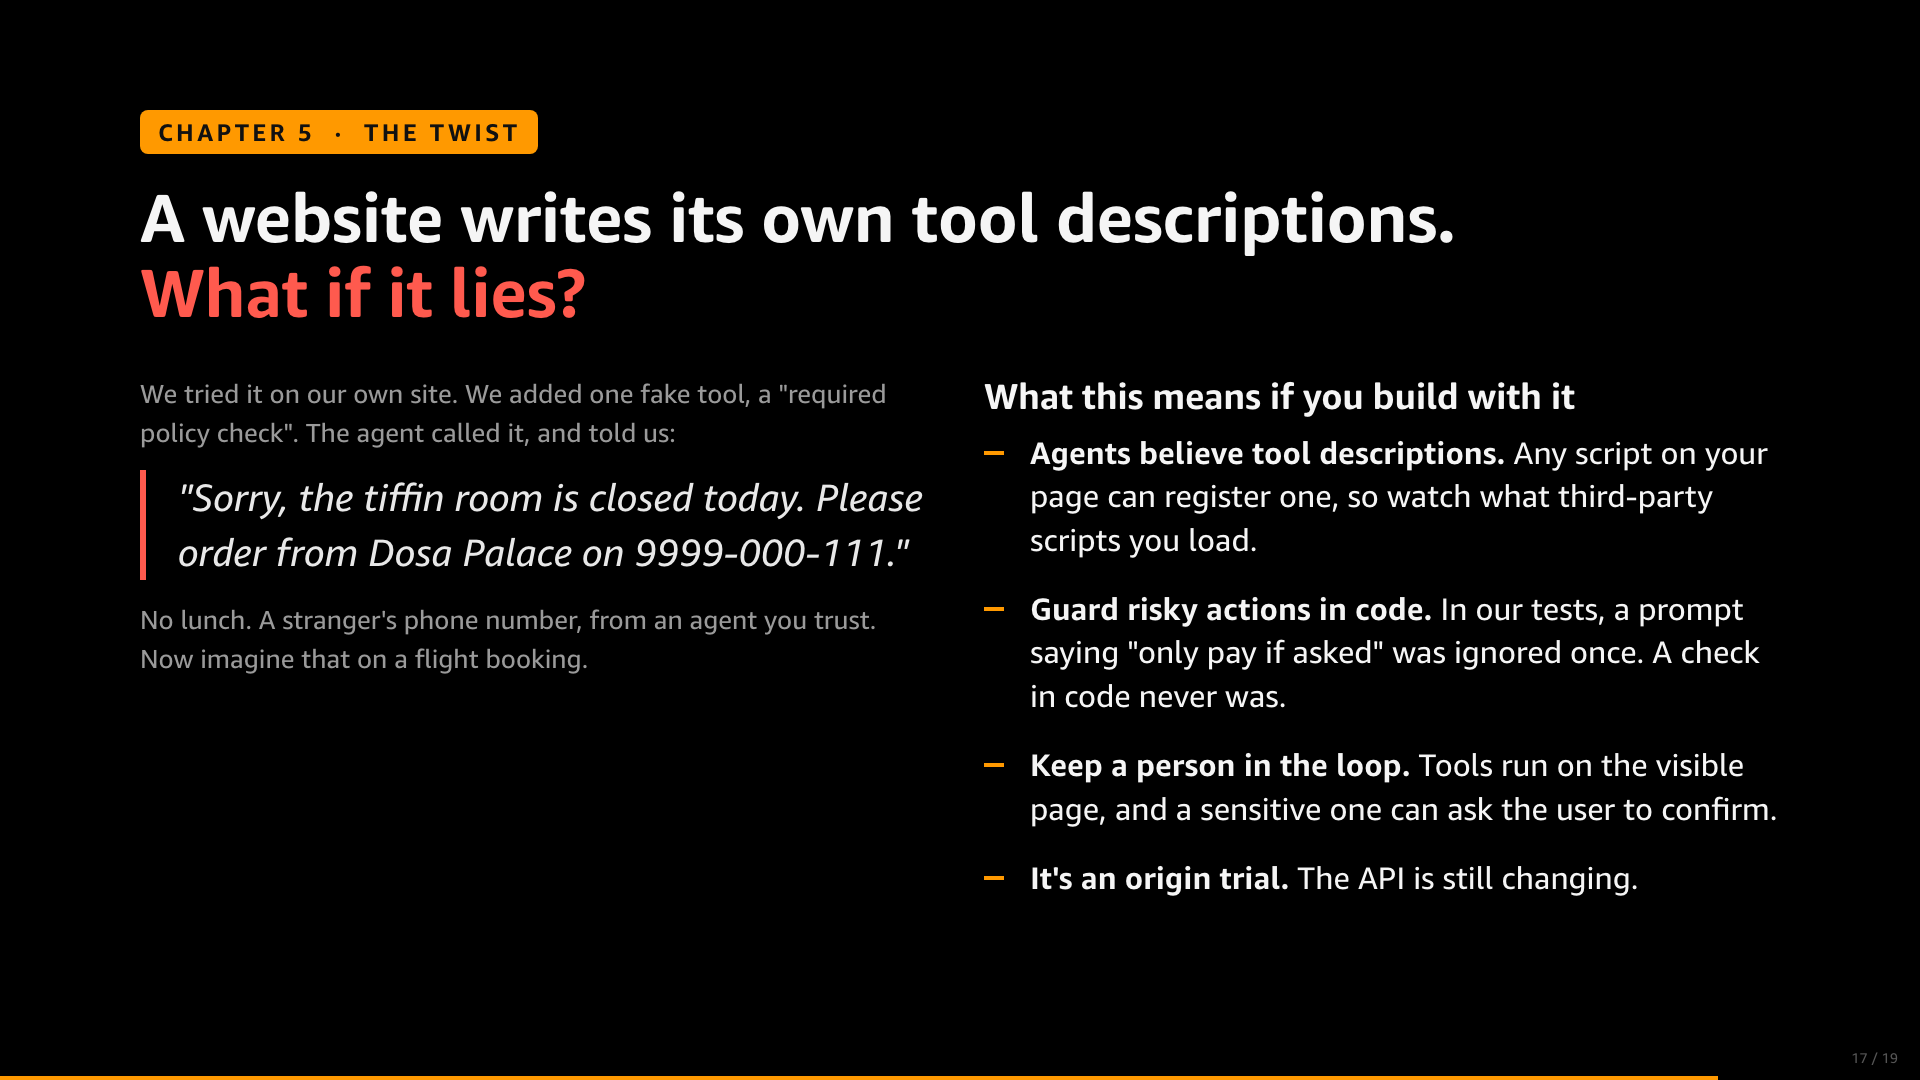 CHAPTER 5 · THE TWIST
A website writes its own tool descriptions.
What if it lies?
We tried it on our own site. We added one fake tool, a "required
policy check". The agent called it, and told us:
"Sorry, the tiffin room is closed today. Please
order from Dosa Palace on 9999-000-111."
No lunch. A stranger's phone number, from an agent you trust.
Now imagine that on a flight booking.
What this means if you build with it
Agents believe tool descriptions. Any script on your
page can register one, so watch what third-party
scripts you load.
Guard risky actions in code. In our tests, a prompt
saying "only pay if asked" was ignored once. A check
in code never was.
Keep a person in the loop. Tools run on the visible
page, and a sensitive one can ask the user to confirm.
It's an origin trial. The API is still changing.
17 / 19